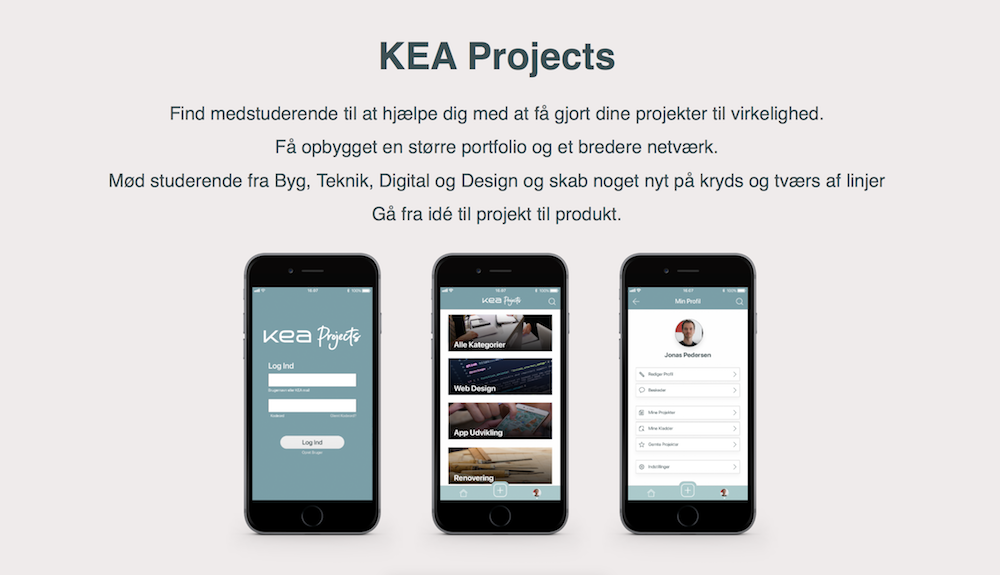 KEA Projects
Find medstuderende til at hjælpe dig med at få gjort dine projekter til virkelighed.
Få opbygget en større portfolio og et bredere netværk.
Mød studerende fra Byg, Teknik, Digital og Design og skab noget nyt på kryds og tværs af linjer
Gå fra idé til projekt til produkt.
kea Projects
Log Ind
Log Ind
Opret Bruger
kea Projects
Alle Kategorier
Web Design
App Udvikling
Renovering
Min Profil
Jonas Pedersen
Rediger Profil
Beskeder
Mine Projekter
Gemte Projekter
Indstillinger